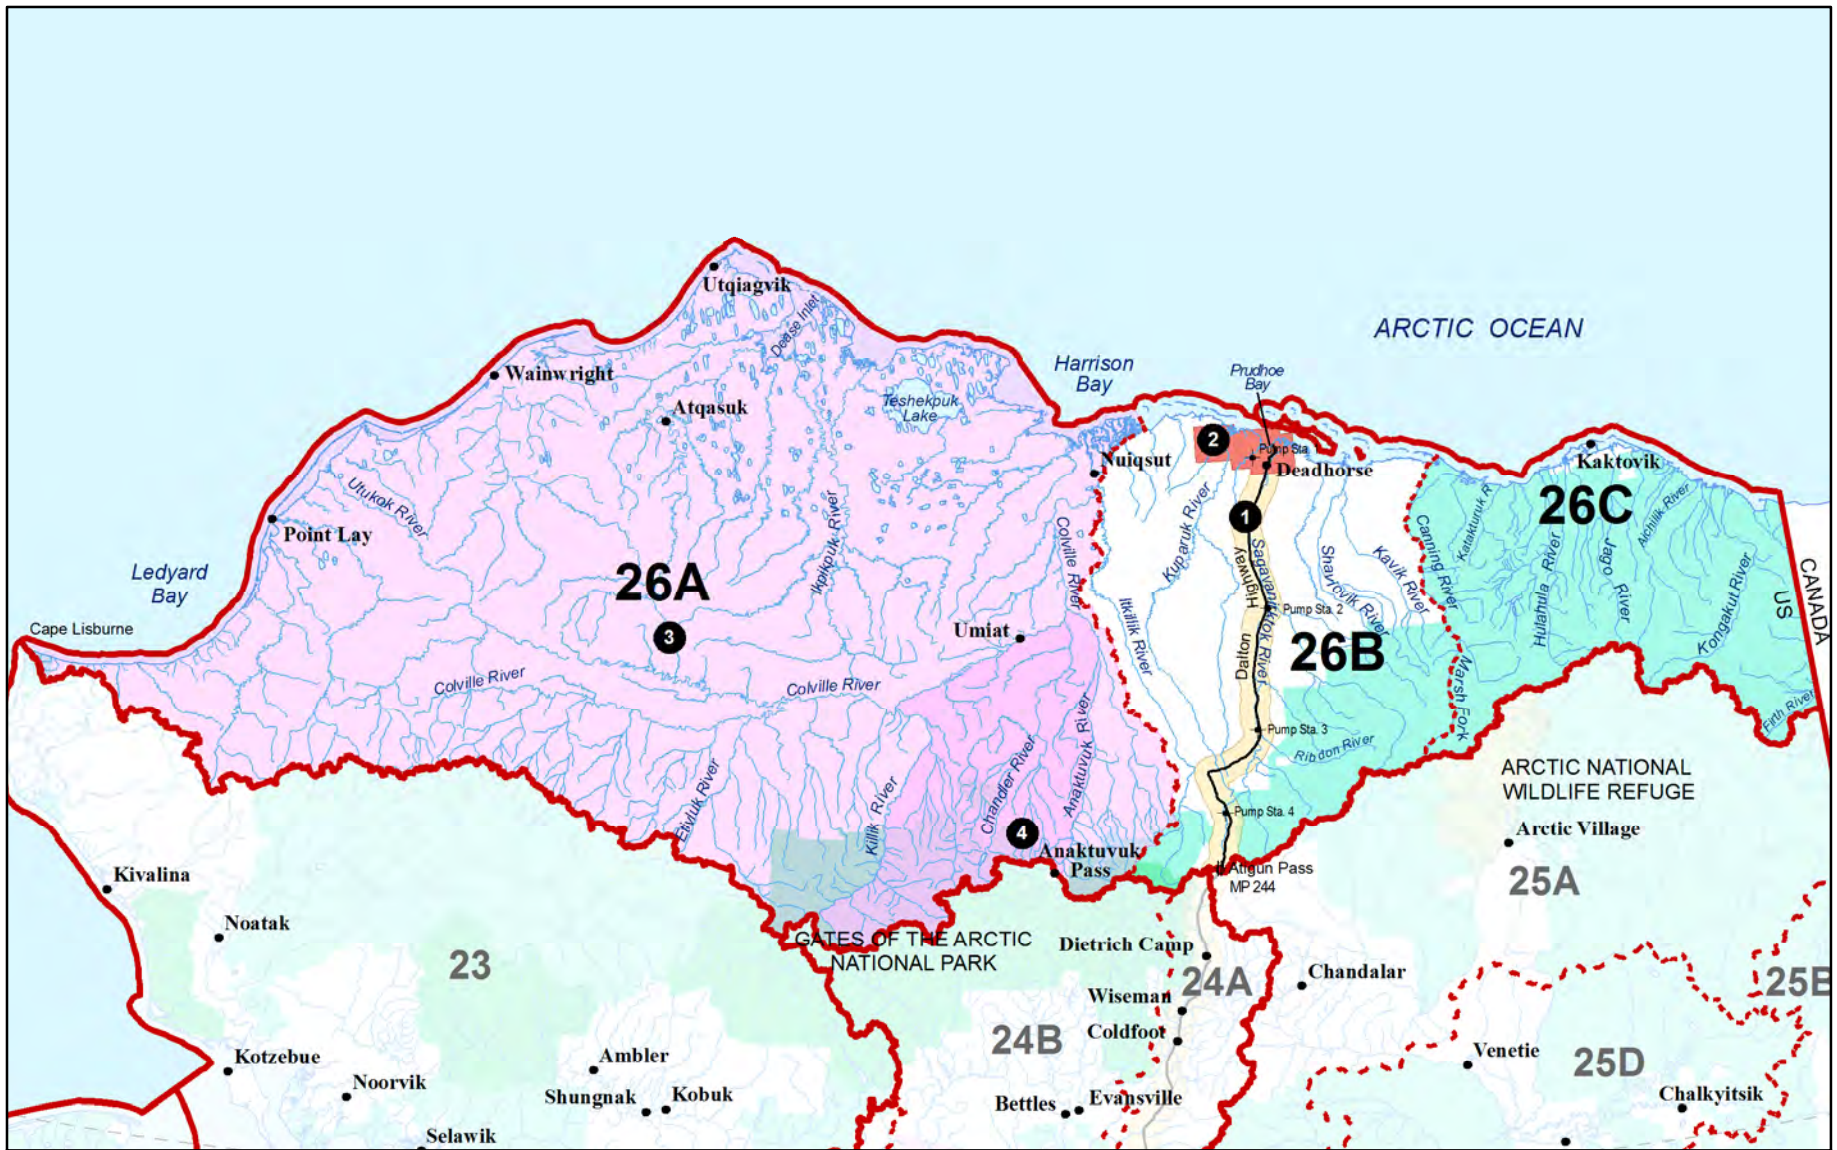 ARCTIC OCEAN
Utqiagvik
Dease Inlet
Harrison
Bay
Prudhoe
Bay
Wainwright
Teshekpuk
Lake
Atqasuk
2
Pump Sta
Deadhorse
Kaktovik
Nuiqsut
26C
Utukok River
Point Lay
Ikpikpuk River
Colville River
Kuparuk River
1
Sagavanirktok River
Highway
Dalton
Shavicvik River
Kavik River
Canning River
Katakturuk R
Hulahula River
Jago River
Aichilik River
Kongakut River
CANADA
US
Ledyard
Bay
26A
3
Cape Lisburne
Umiat
Itkillik River
Pump Sta. 2
26B
Marsh Fork
Firth River
Colville River
Colville River
Pump Sta. 3
Ribdon River
Etivluk River
Killik River
Chandler River
Anaktuvuk River
4
Anaktuvuk
Pass
Pump Sta. 4
Atigun Pass
MP 244
ARCTIC NATIONAL
WILDLIFE REFUGE
Arctic Village
25A
Kivalina
Noatak
23
GATES OF THE ARCTIC
NATIONAL PARK
Dietrich Camp
24A
Chandalar
25B
Wiseman
Coldfoot
24B
Kotzebue
Ambler
Noorvik
Shungnak
Kobuk
Bettles
Evansville
Venetie
25D
Chalkyitsik
Selawik